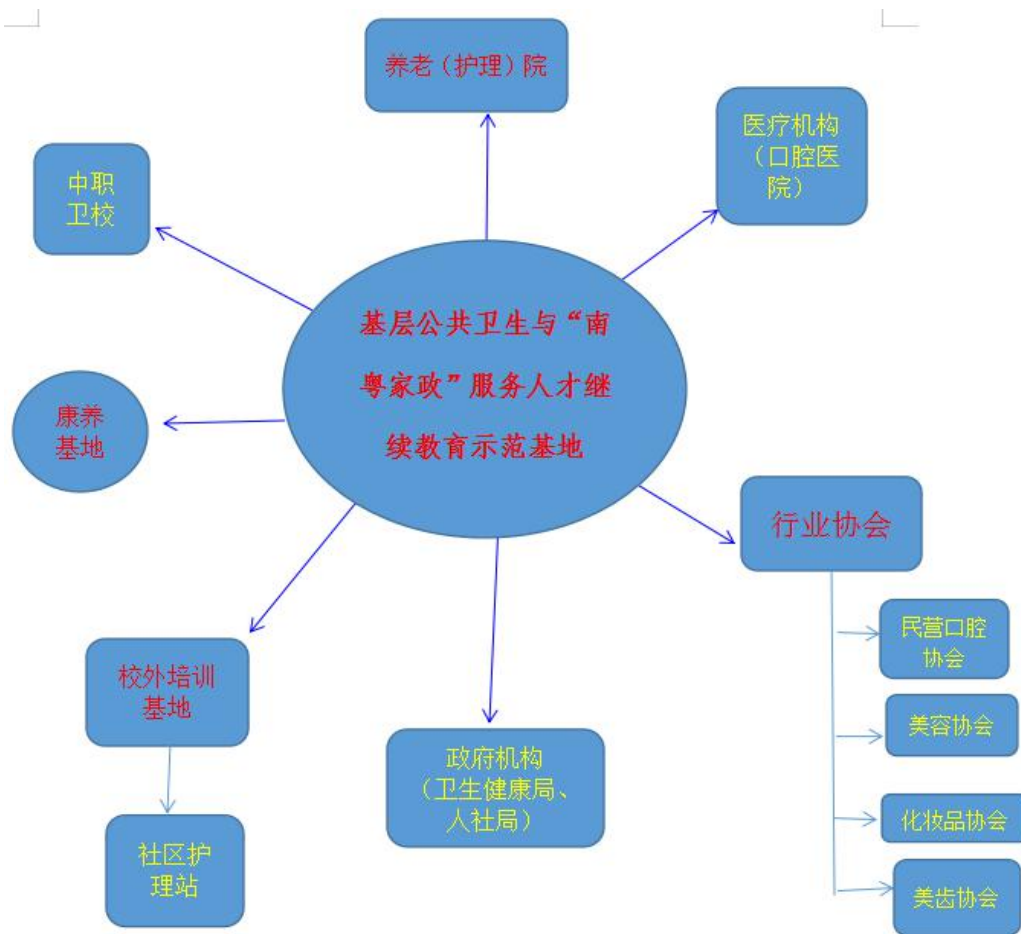 养老（护理）院
医疗机构
（口腔医
院）
中职
卫校
基层公共卫生与“南
粤家政”服务人才继
续教育示范基地
康养
基地
行业协会
民营口腔
协会
校外培训
基地
美容协会
政府机构
（卫生健康局、
人社局）
化妆品协会
社区护
理站
美齿协会